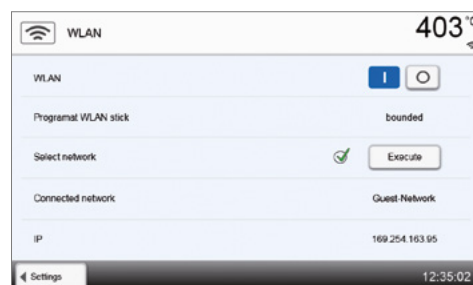 WLAN 403°C
WLAN I O
Programat WLAN stick bounded
Select network Execute
Connected network Guest-Network
IP 169.254.163.95
Settings 12:35:02